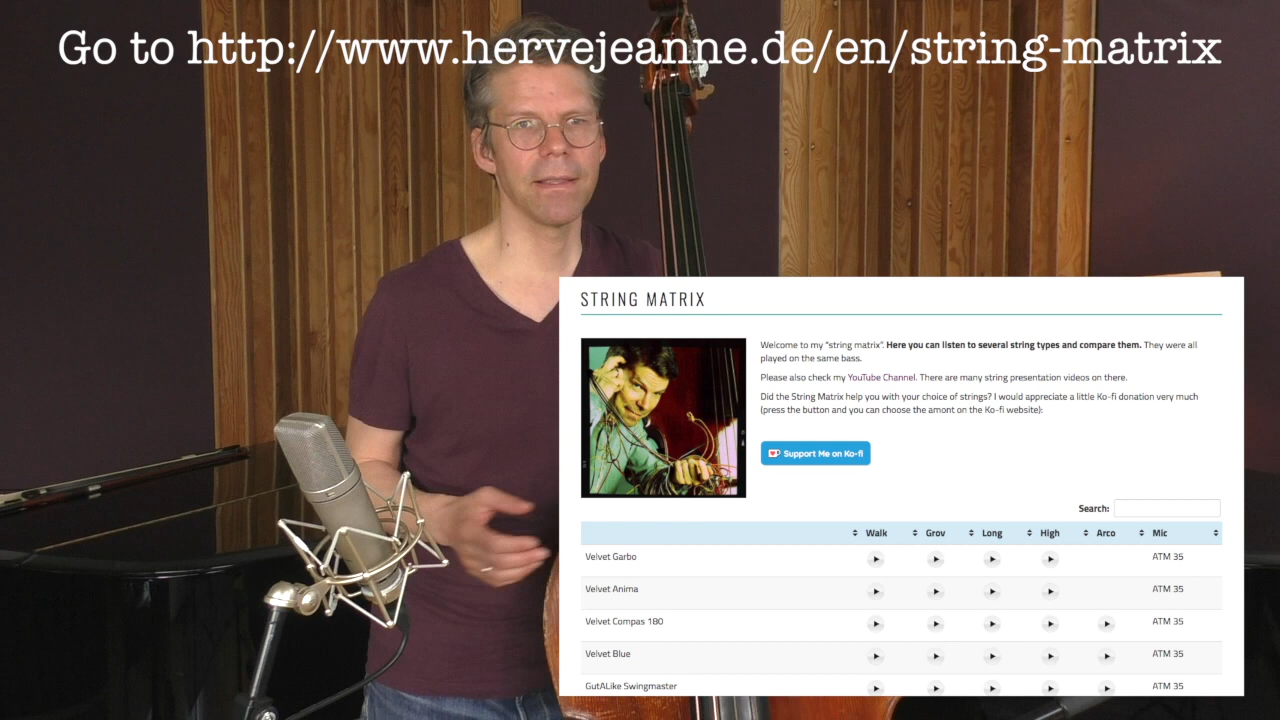 Go to http://www.hervejeanne.de/en/string-matrix
STRING MATRIX
Welcome to my "string matrix". Here you can listen to several string types and compare them. They were all
played on the same bass.
Please also check my YouTube Channel. There are many string presentation videos on there.
Did the String Matrix help you with your choice of strings? I would appreciate a little Ko-fi donation very much
(press the button and you can choose the amont on the Ko-fi website):
Support Me on Ko-fi
Search:
Walk Grov Long High Arco Mic
Velvet Garbo ATM 35
Velvet Anima ATM 35
Velvet Compas 180 ATM 35
Velvet Blue ATM 35
GutALike Swingmaster ATM 35